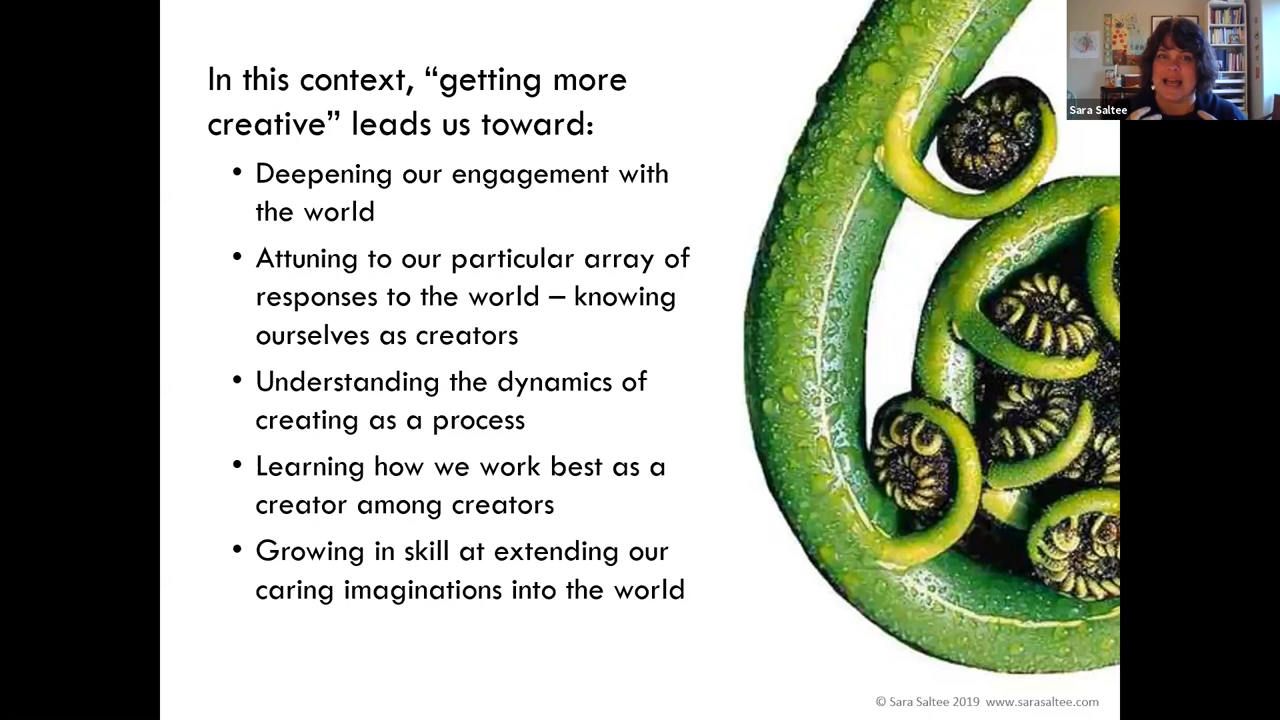 In this context, “getting more
creative” leads us toward:
• Deepening our engagement with
the world
• Attuning to our particular array of
responses to the world – knowing
ourselves as creators
• Understanding the dynamics of
creating as a process
• Learning how we work best as a
creator among creators
• Growing in skill at extending our
caring imaginations into the world
Sara Saltee
© Sara Saltee 2019 www.sarasaltee.com